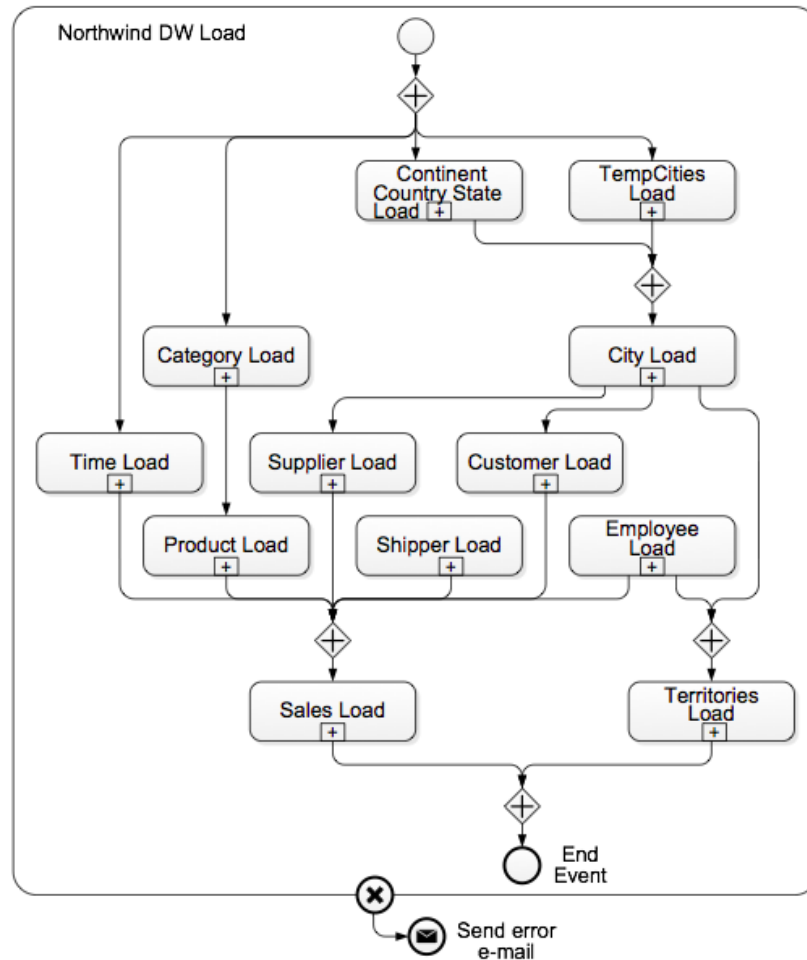 Northwind DW Load
Continent
Country State
Load
TempCities
Load
Category Load
City Load
Time Load
Supplier Load
Customer Load
Product Load
Shipper Load
Employee
Load
Sales Load
Territories
Load
End
Event
Send error
e-mail